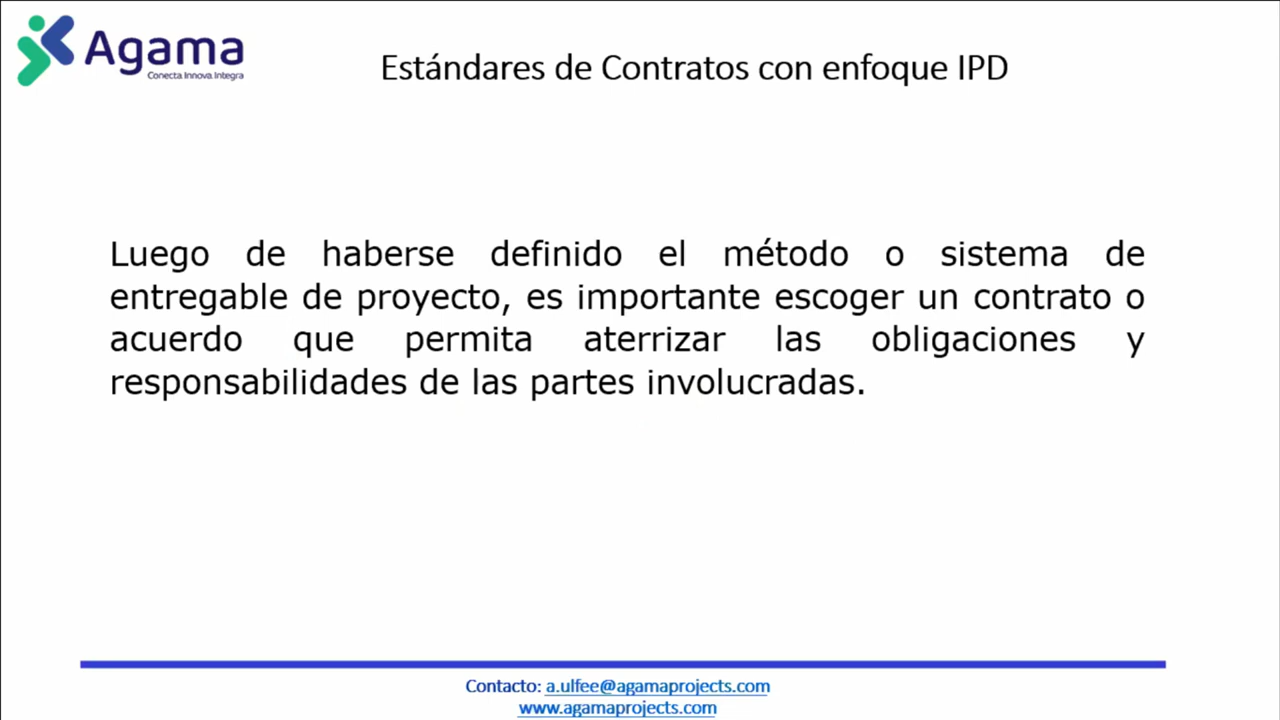 Agama
Conecta.Innova.Integra
Estándares de Contratos con enfoque IPD
Luego de haberse definido el método o sistema de
entregable de proyecto, es importante escoger un contrato o
acuerdo que permita aterrizar las obligaciones y
responsabilidades de las partes involucradas.
Contacto: a.ulfee@agamaprojects.com
www.agamaprojects.com